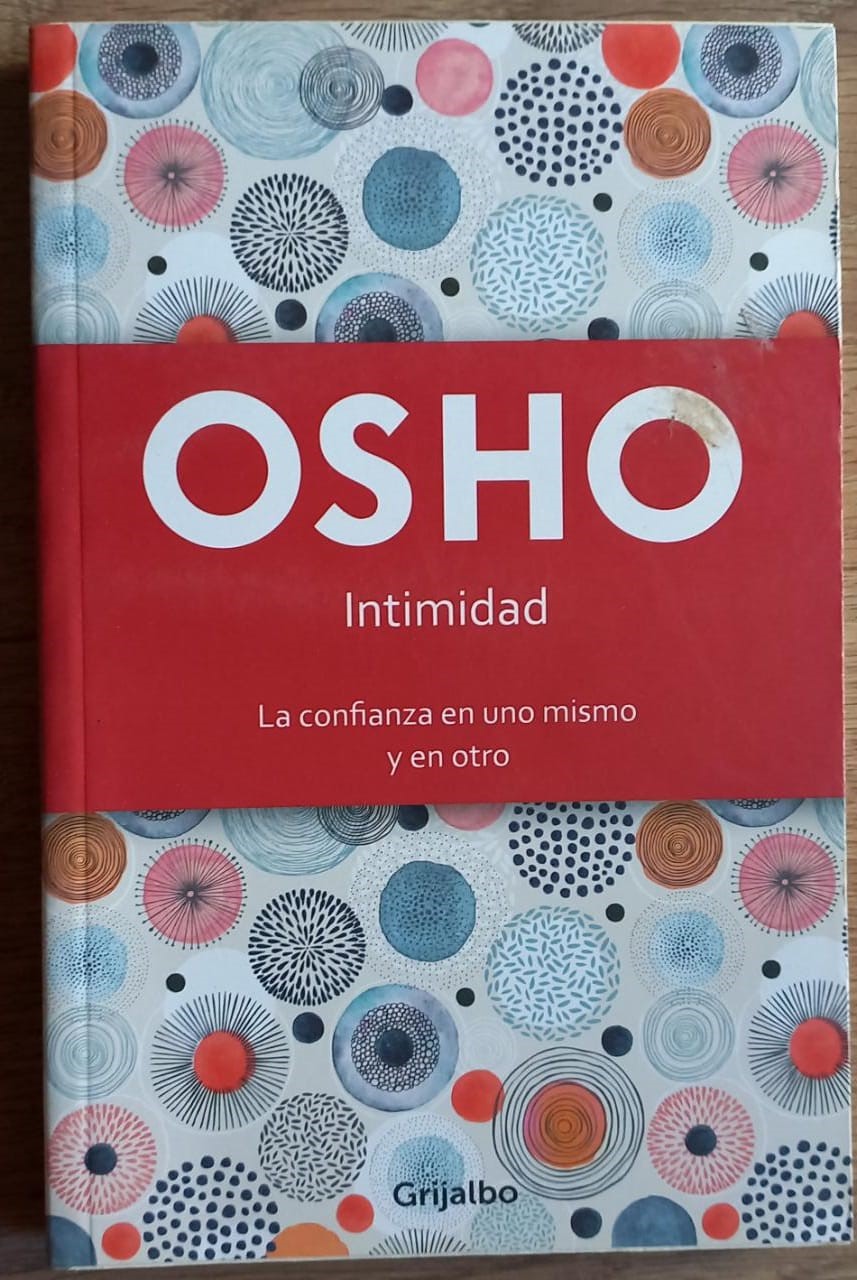 OSHO
Intimidad
La confianza en uno mismo
y en otro
Grijalbo